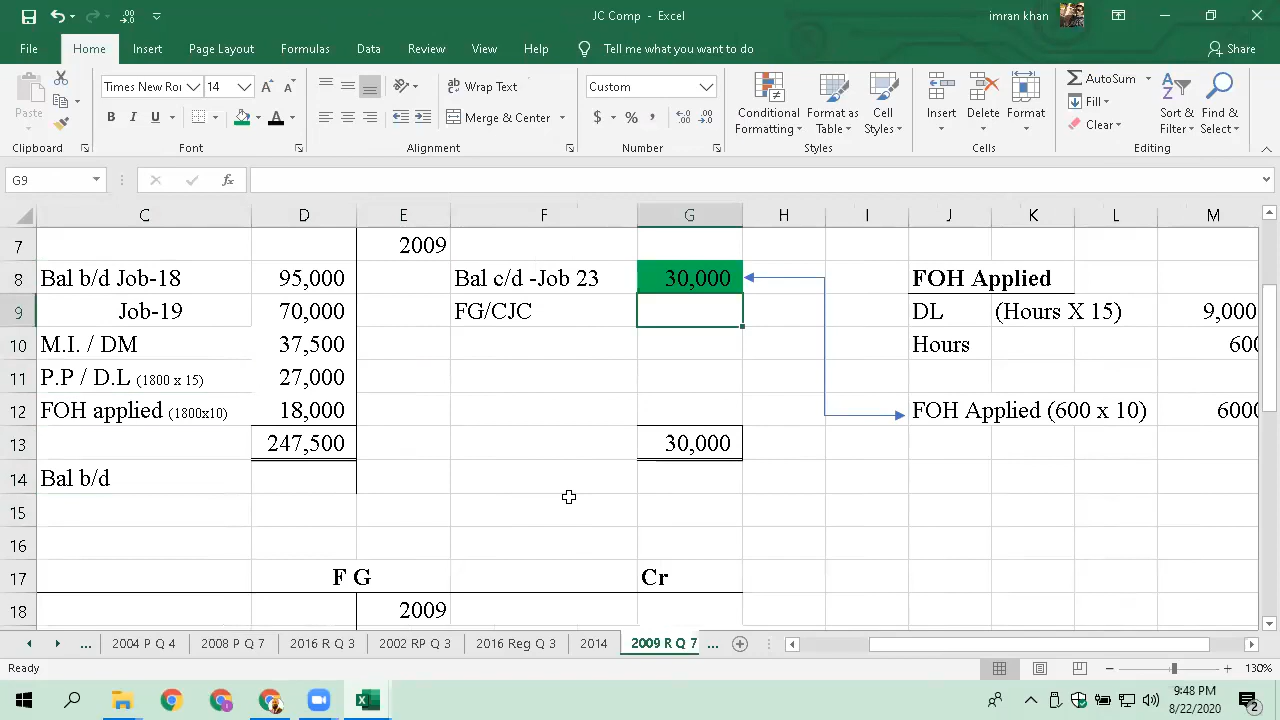 JC Comp - Excel
imran khan
File Home Insert Page Layout Formulas Data Review View Help Tell me what you want to do Share
Paste
Clipboard
Times New Ro 14
B I U
Font
Wrap Text
Merge & Center
Alignment
Custom
$ % ,
Number
Conditional Formatting
Format as Table
Cell Styles
Styles
Insert Delete Format
Cells
AutoSum
Fill
Clear
Sort & Filter
Find & Select
Editing
G9 fx
C D E F G H I J K L M
7 2009
8 Bal b/d Job-18 95,000 Bal c/d -Job 23 30,000 FOH Applied
9 Job-19 70,000 FG/CJC DL (Hours X 15) 9,000
10 M.I. / DM 37,500 Hours 600
11 P.P / D.L (1800 x 15) 27,000
12 FOH applied (1800x10) 18,000 FOH Applied (600 x 10) 6000
13 247,500 30,000
14 Bal b/d
15
16
17 F G Cr
18 2009
... 2004 P Q 4 2008 P Q 7 2016 R Q 3 2002 RP Q 3 2016 Reg Q 3 2014 2009 R Q 7 ...
Ready 130%
9:48 PM
8/22/2020
2